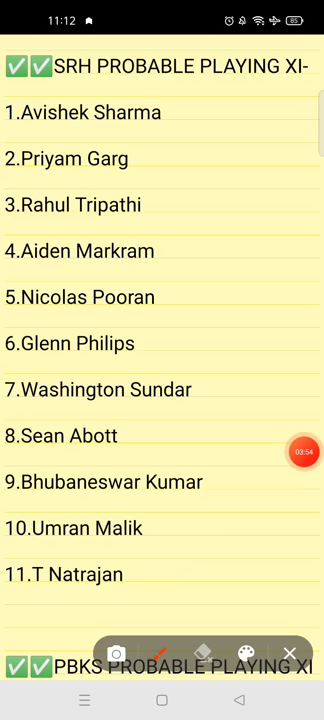 11:12
85
✅✅SRH PROBABLE PLAYING XI-
1.Avishek Sharma
2.Priyam Garg
3.Rahul Tripathi
4.Aiden Markram
5.Nicolas Pooran
6.Glenn Philips
7.Washington Sundar
8.Sean Abott
03:54
9.Bhubaneswar Kumar
10.Umran Malik
11.T Natrajan
✅✅PBKS PROBABLE PLAYING XI